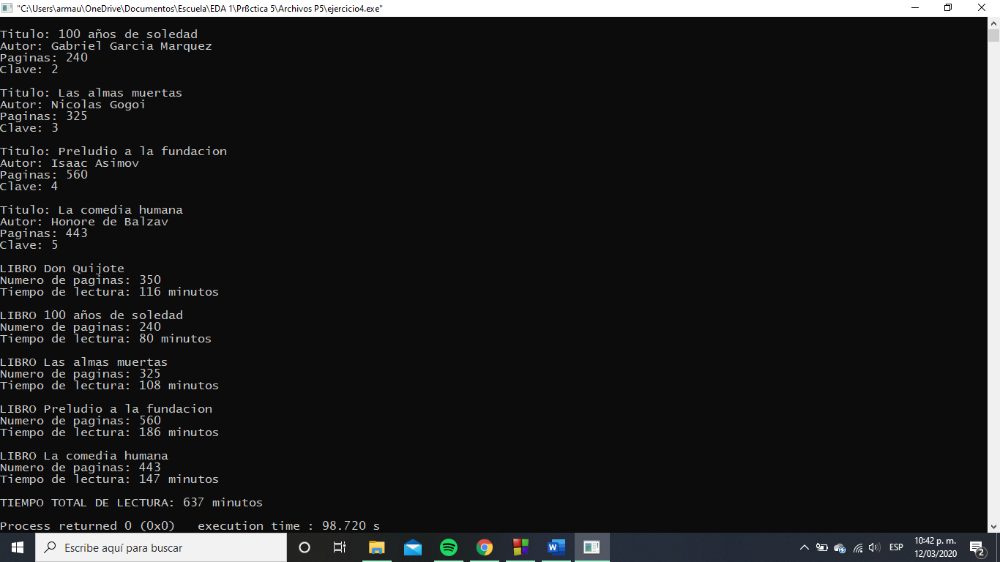 "C:\Users\armau\OneDrive\Documentos\Escuela\EDA 1\Prßctica 5\Archivos P5\ejercicio4.exe"
Titulo: 100 años de soledad
Autor: Gabriel Garcia Marquez
Paginas: 240
Clave: 2
Titulo: Las almas muertas
Autor: Nicolas Gogoi
Paginas: 325
Clave: 3
Titulo: Preludio a la fundacion
Autor: Isaac Asimov
Paginas: 560
Clave: 4
Titulo: La comedia humana
Autor: Honore de Balzav
Paginas: 443
Clave: 5
LIBRO Don Quijote
Numero de paginas: 350
Tiempo de lectura: 116 minutos
LIBRO 100 años de soledad
Numero de paginas: 240
Tiempo de lectura: 80 minutos
LIBRO Las almas muertas
Numero de paginas: 325
Tiempo de lectura: 108 minutos
LIBRO Preludio a la fundacion
Numero de paginas: 560
Tiempo de lectura: 186 minutos
LIBRO La comedia humana
Numero de paginas: 443
Tiempo de lectura: 147 minutos
TIEMPO TOTAL DE LECTURA: 637 minutos
Process returned 0 (0x0)   execution time : 98.720 s
Escribe aquí para buscar
W
ESP
10:42 p. m.
12/03/2020
2